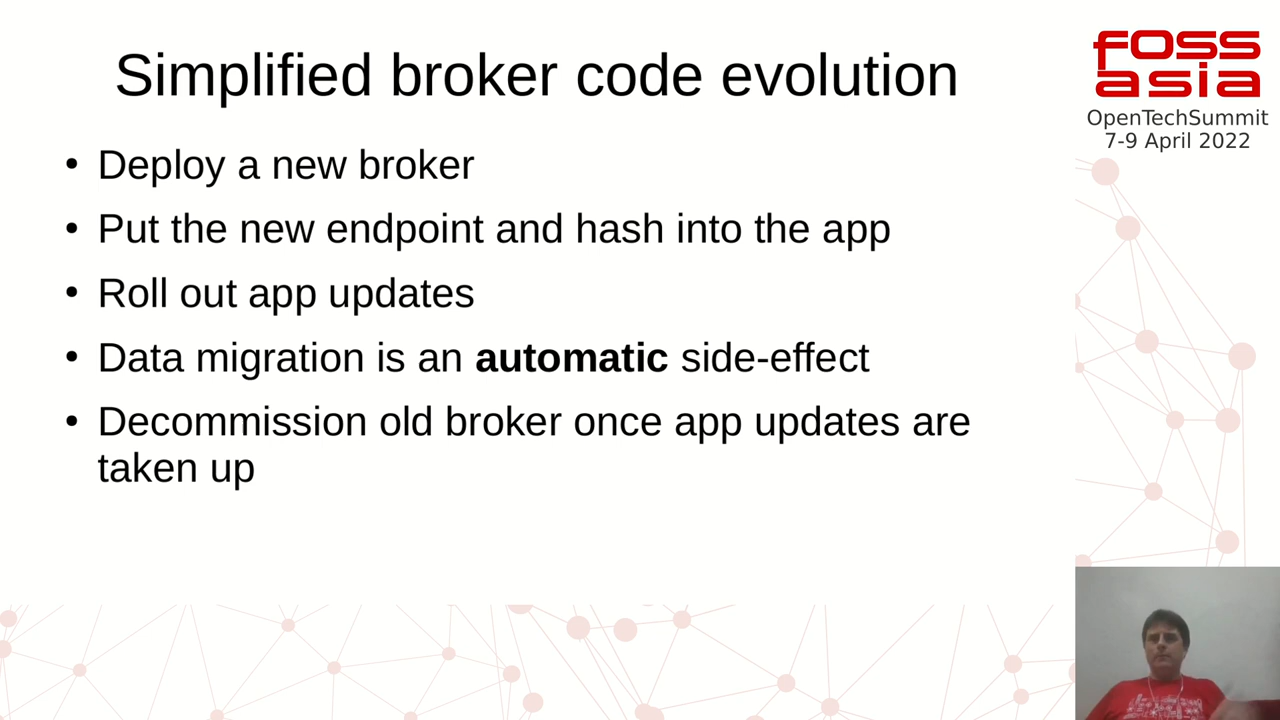 Simplified broker code evolution
• Deploy a new broker
• Put the new endpoint and hash into the app
• Roll out app updates
• Data migration is an automatic side-effect
• Decommission old broker once app updates are
taken up
foss
asia
OpenTechSummit
7-9 April 2022